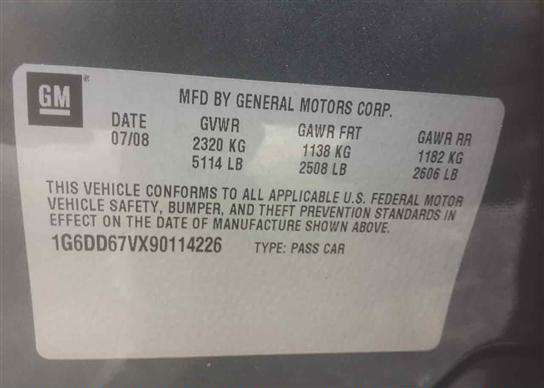 GM ®
MFD BY GENERAL MOTORS CORP.
DATE GVWR GAWR FRT GAWR RR
07/08 2320 KG 1138 KG 1182 KG
5114 LB 2508 LB 2606 LB
THIS VEHICLE CONFORMS TO ALL APPLICABLE U.S. FEDERAL MOTOR
VEHICLE SAFETY, BUMPER, AND THEFT PREVENTION STANDARDS IN
EFFECT ON THE DATE OF MANUFACTURE SHOWN ABOVE.
1G6DD67VX90114226 TYPE: PASS CAR